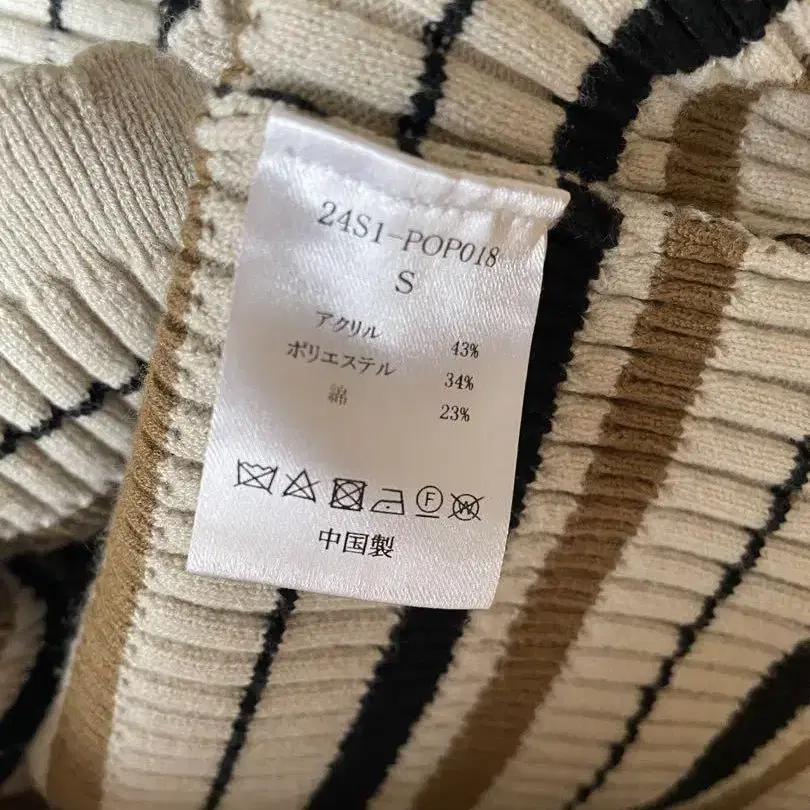 24S1-POP018
S
アクリル 43%
ポリエステル 34%
綿 23%
F W
中国製